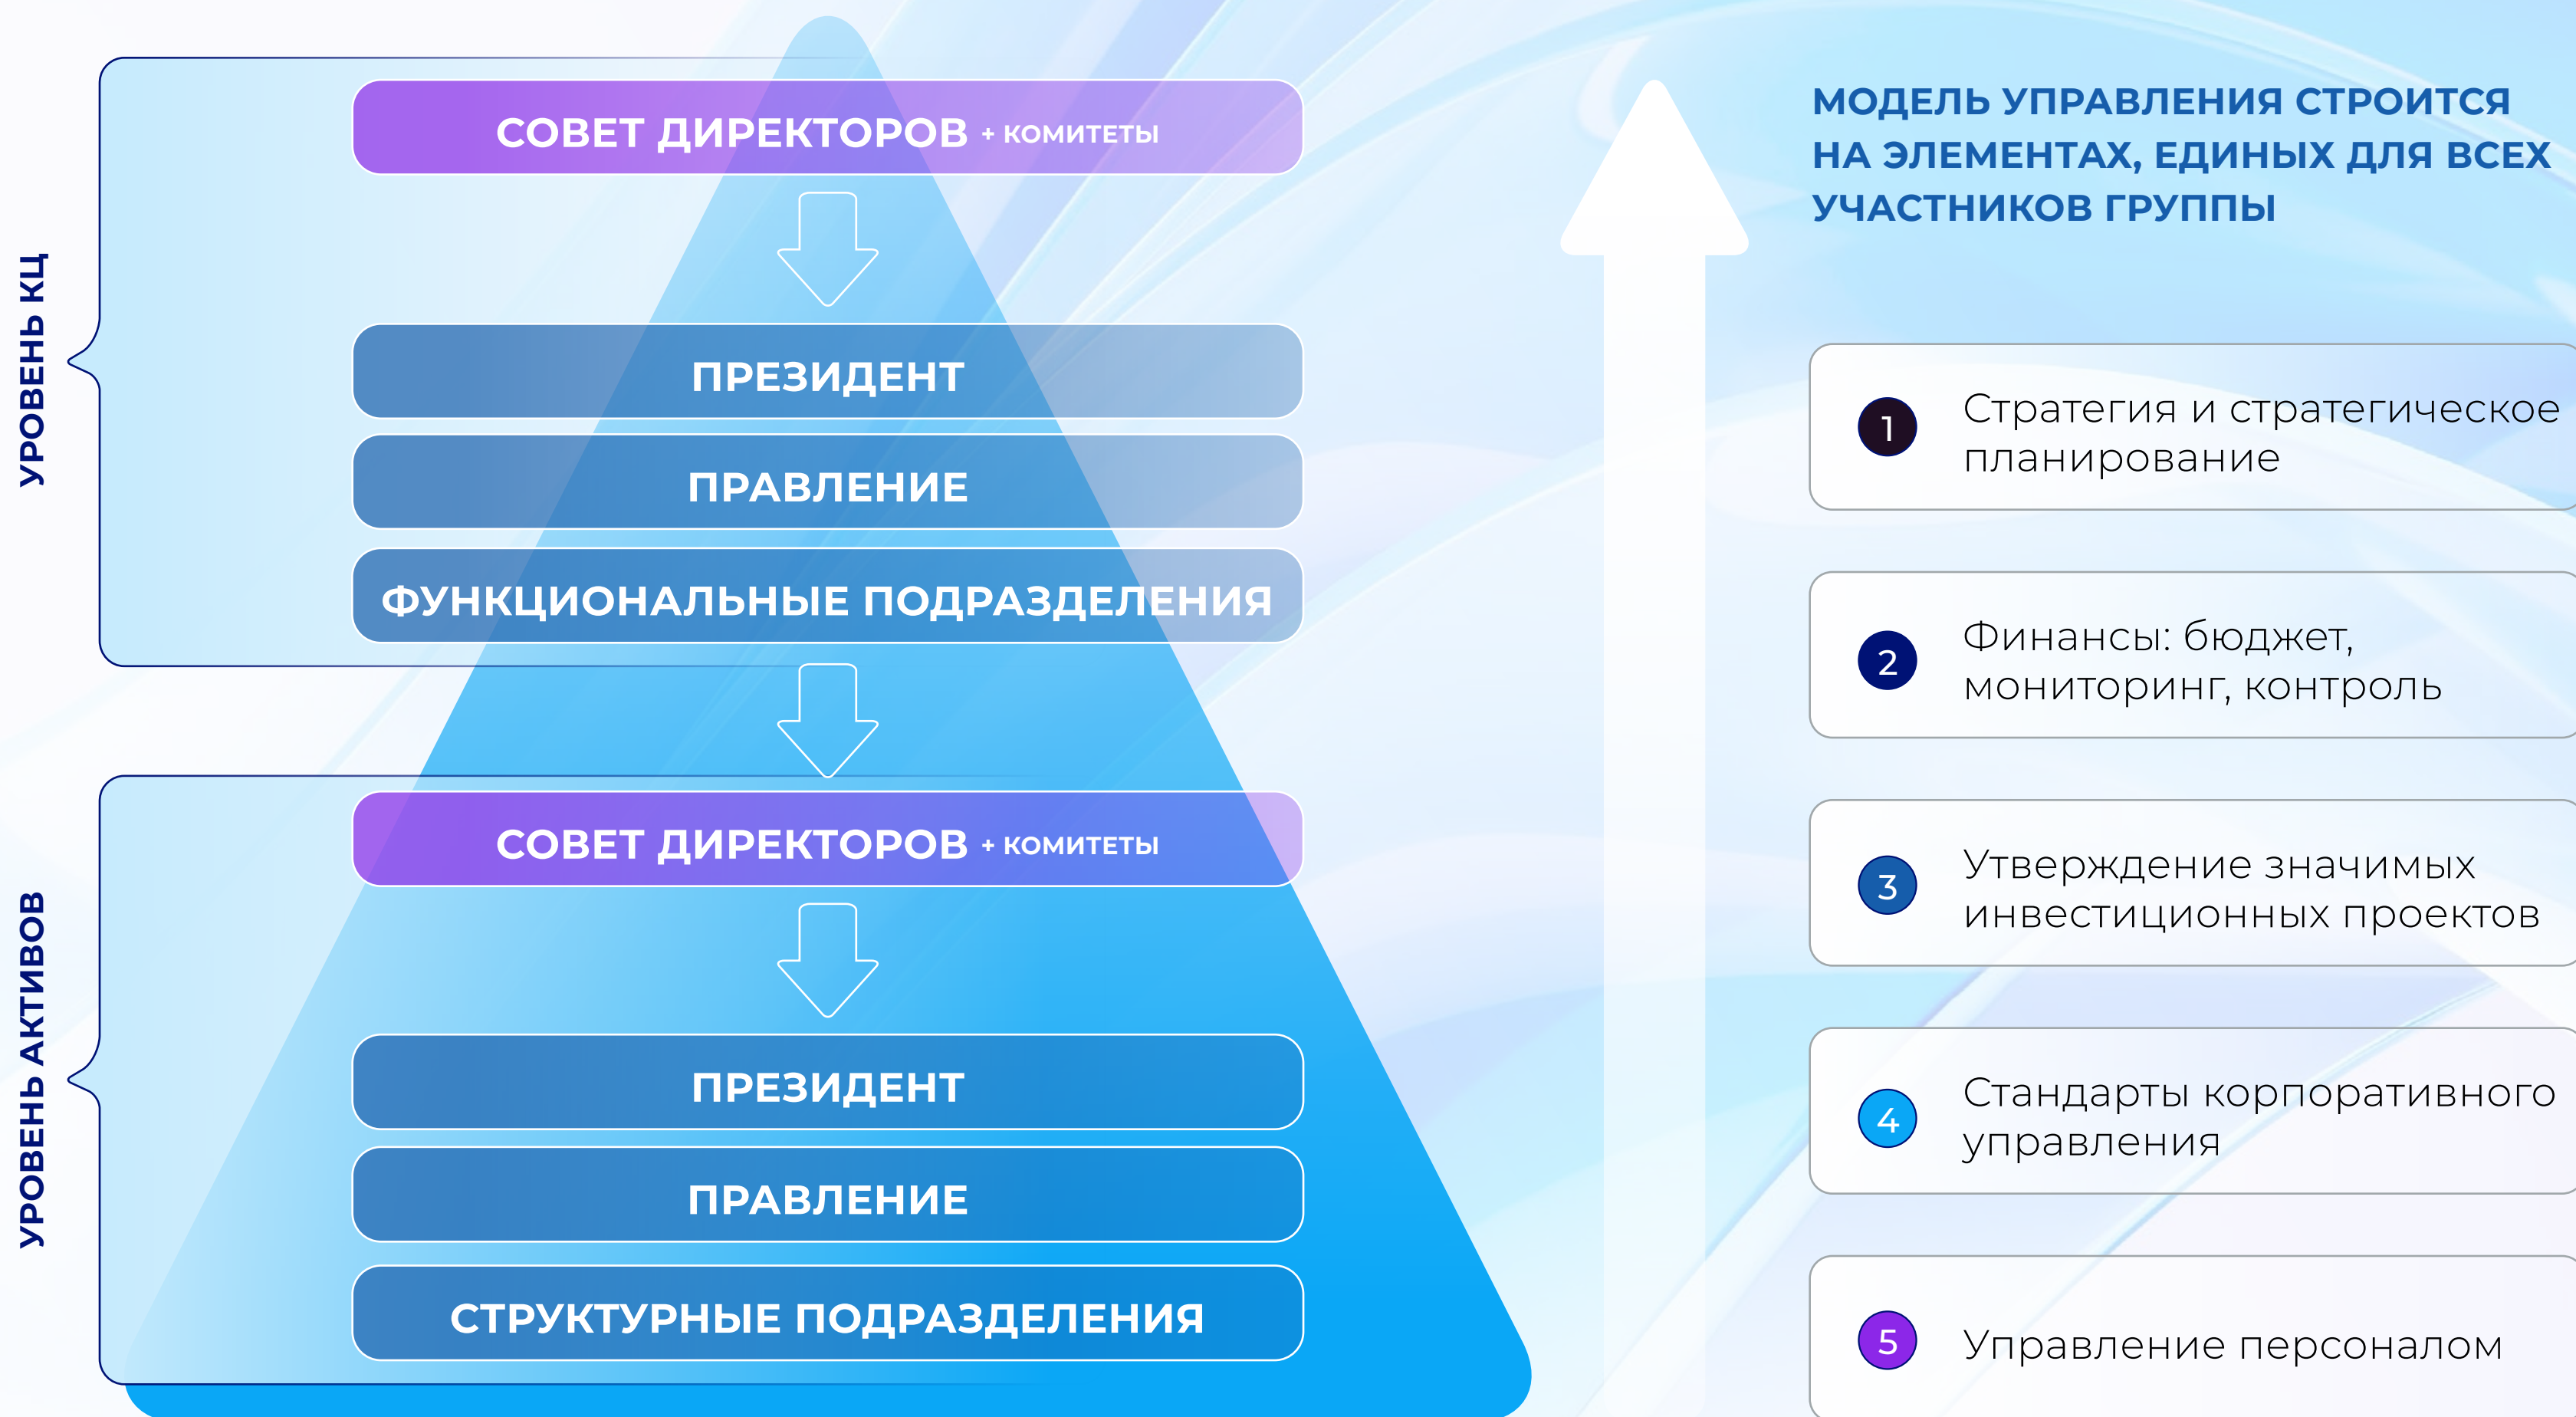 УРОВЕНЬ КЦ
СОВЕТ ДИРЕКТОРОВ + КОМИТЕТЫ
ПРЕЗИДЕНТ
ПРАВЛЕНИЕ
ФУНКЦИОНАЛЬНЫЕ ПОДРАЗДЕЛЕНИЯ
УРОВЕНЬ АКТИВОВ
СОВЕТ ДИРЕКТОРОВ + КОМИТЕТЫ
ПРЕЗИДЕНТ
ПРАВЛЕНИЕ
СТРУКТУРНЫЕ ПОДРАЗДЕЛЕНИЯ
МОДЕЛЬ УПРАВЛЕНИЯ СТРОИТСЯ
НА ЭЛЕМЕНТАХ, ЕДИНЫХ ДЛЯ ВСЕХ
УЧАСТНИКОВ ГРУППЫ
1
Стратегия и стратегическое
планирование
2
Финансы: бюджет,
мониторинг, контроль
3
Утверждение значимых
инвестиционных проектов
4
Стандарты корпоративного
управления
5
Управление персоналом